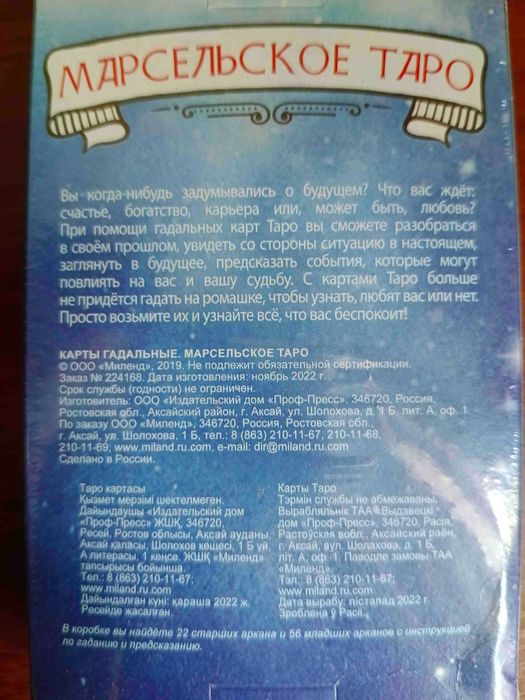 МАРСЕЛЬСКОЕ ТАРО
Вы когда-нибудь задумывались о будущем? Что вас ждёт:
счастье, богатство, карьера или, может быть, любовь?
При помощи гадальных карт Таро вы сможете разобраться
в своём прошлом, увидеть со стороны ситуацию в настоящем,
заглянуть в будущее, предсказать события, которые могут
повлиять на вас и вашу судьбу. С картами Таро больше
не придётся гадать на ромашке, чтобы узнать, любят вас или нет.
Просто возьмите их и узнайте всё, что вас беспокоит!
КАРТЫ ГАДАЛЬНЫЕ. МАРСЕЛЬСКОЕ ТАРО
© ООО «Миленд», 2019. Не подлежит обязательной сертификации.
Заказ № 224168. Дата изготовления: ноябрь 2022 г.
Срок службы (годности) не ограничен.
Изготовитель: ООО «Издательский дом «Проф-Пресс», 346720, Россия,
Ростовская обл., Аксайский район, г. Аксай, ул. Шолохова, д. 1 Б, лит. А, оф. 1.
По заказу ООО «Миленд», 346720, Россия, Ростовская обл.,
г. Аксай, ул. Шолохова, 1 Б, тел.: 8 (863) 210-11-67, 210-11-68,
210-11-69; www.miland.ru.com, e-mail: dir@miland.ru.com
Сделано в России.
Таро картасы
Қызмет мерзімі шектелмеген.
Дайындаушы «Издательский дом
«Проф-Пресс» ЖШҚ, 346720,
Ресей, Ростов облысы, Аксай ауданы,
Аксай қаласы, Шолохов көшесі, 1 Б үй,
А литерасы, 1 кеңсе. ЖШҚ «Миленд»
тапсырысы бойынша.
Тел.: 8 (863) 210-11-67;
www.miland.ru.com
Дайындалған күні: қараша 2022 ж.
Ресейде жасалған.
Карты Таро
Тэрмін службы не абмежаваны.
Вырабляльнік ТАА «Выдавецкі
дом «Проф-Пресс», 346720, Расія,
Растоўская вобл., Аксайскі раён,
г. Аксай, вул. Шолахава, д. 1 Б,
літ. А, оф. 1. Паводле замовы ТАА
«Миленд».
Тэл.: 8 (863) 210-11-67;
www.miland.ru.com
Дата вырабу: лістапад 2022 г.
Зроблена ў Расіі.
В коробке вы найдёте 22 старших аркана и 56 младших арканов с инструкцией
по гаданию и предсказанию.